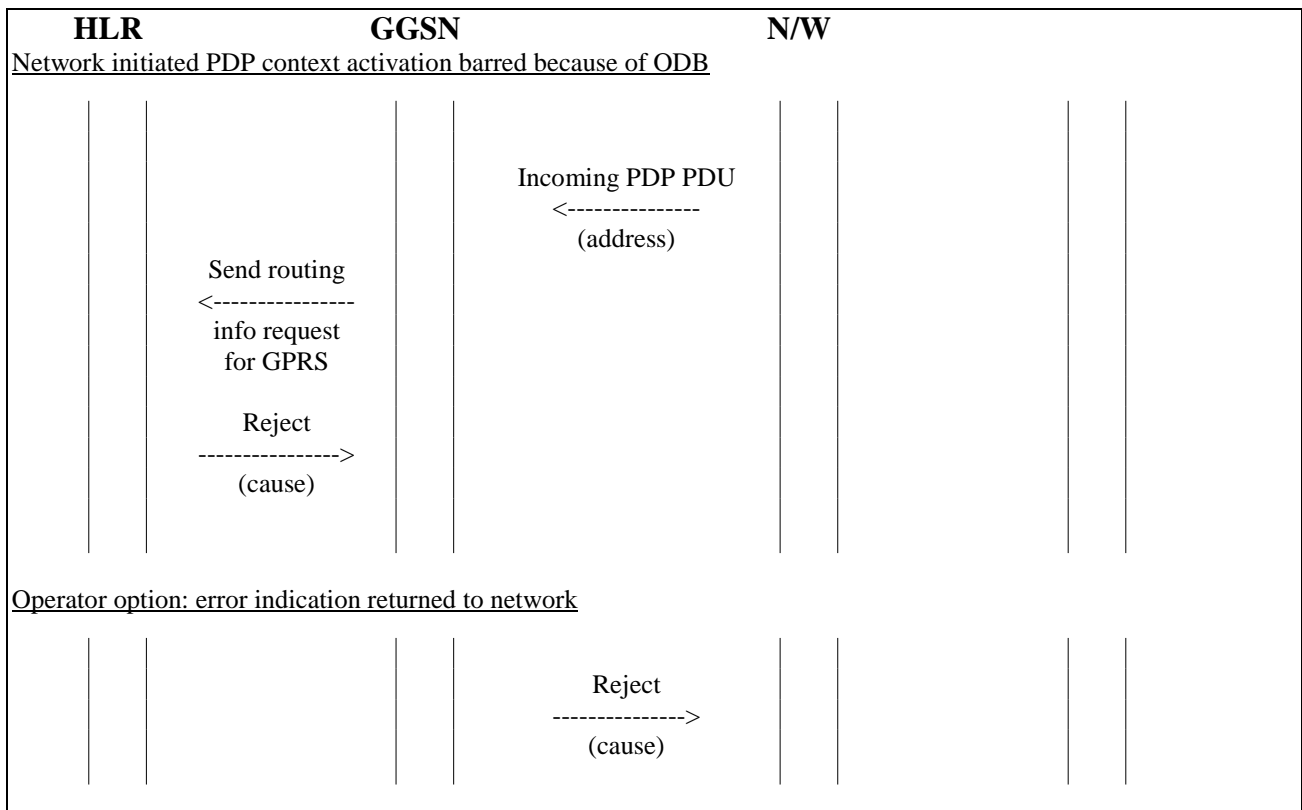 HLR GGSN N/W
Network initiated PDP context activation barred because of ODB
Incoming PDP PDU
<---------------
(address)
Send routing
<----------------
info request
for GPRS
Reject
---------------->
(cause)
Operator option: error indication returned to network
Reject
--------------->
(cause)